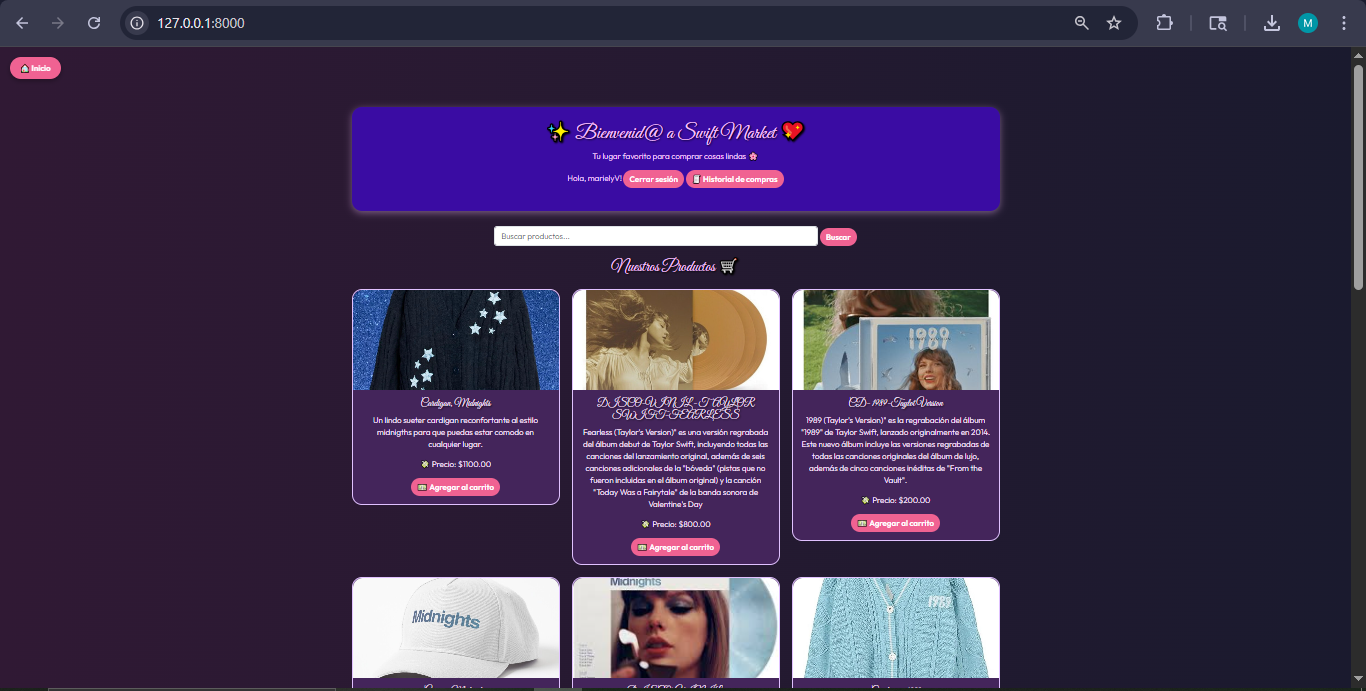 127.0.0.1:8000
M
Inicio
Bienvenid@ a Swift Market
Tu lugar favorito para comprar cosas lindas
Hola, marielyV! Cerrar sesión Historial de compras
Buscar productos... Buscar
Nuestros Productos
Cardigan, Midnights
Un lindo sueter cardigan reconfortante al estilo
midnigths para que puedas estar comodo en
cualquier lugar.
Precio: $1100.00
Agregar al carrito
DISCO-VINIL-TAYLOR
SWIFT-FEARLESS
Fearless (Taylor's Version)" es una versión regrabada
del álbum debut de Taylor Swift, incluyendo todas las
canciones del lanzamiento original, además de seis
canciones adicionales de la "bóveda" (pistas que no
fueron incluidas en el álbum original) y la canción
"Today Was a Fairytale" de la banda sonora de
Valentine's Day
Precio: $800.00
Agregar al carrito
1989
CD- 1989 -Taylot Version
1989 (Taylor's Version)" es la regrabación del álbum
"1989" de Taylor Swift, lanzado originalmente en 2014.
Este nuevo álbum incluye las versiones regrabadas de
todas las canciones originales del álbum de lujo,
además de cinco canciones inéditas de "From the
Vault".
Precio: $200.00
Agregar al carrito
Midnights
Midnights
1989